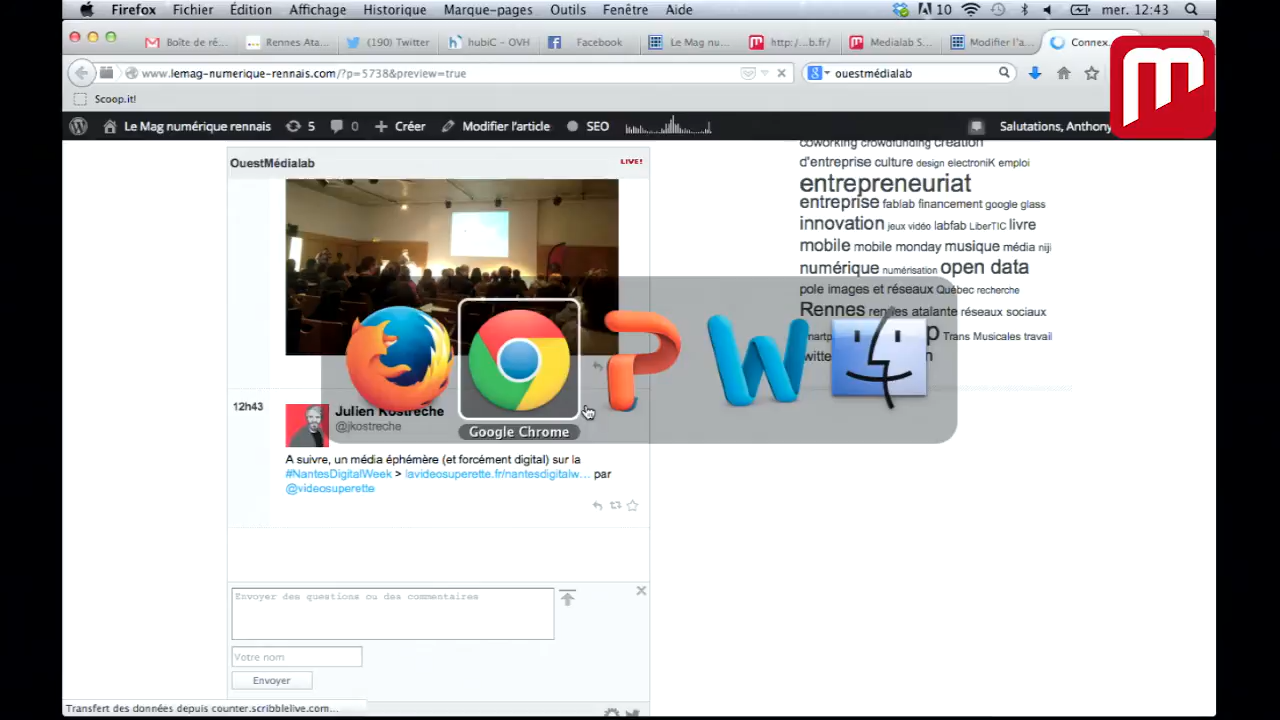 Firefox Fichier Édition Affichage Historique Marque-pages Outils Fenêtre Aide 10 mer. 12:43
Boîte de ré... Rennes Ata... (190) Twitter hubiC - OVH Facebook Le Mag nu... http:/...b.fr/ Medialab S... Modifier l'a... Connex...
www.lemag-numerique-rennais.com/?p=5738&preview=true
ouestmédialab
Scoop.it!
Le Mag numérique rennais 5 0 Créer Modifier l'article SEO Salutations, Anthony
OuestMédialab LIVE!
12h43
Julien Kostreche
@jkostreche
A suivre, un média éphémère (et forcément digital) sur la
#NantesDigitalWeek > lavideosuperette.fr/nantesdigitalw... par
@videosuperette
Envoyer des questions ou des commentaires
Votre nom
Envoyer
coworking crowdfunding création
d'entreprise culture design electroniK emploi
entrepreneuriat
entreprise fablab financement google glass
innovation jeux vidéo labfab LiberTIC livre
mobile mobile monday musique média niji
numérique numérisation open data
pole images et réseaux Québec recherche
Rennes rennes atalante réseaux sociaux
Trans Musicales travail
Google Chrome
Transfert des données depuis counter.scribblelive.com...